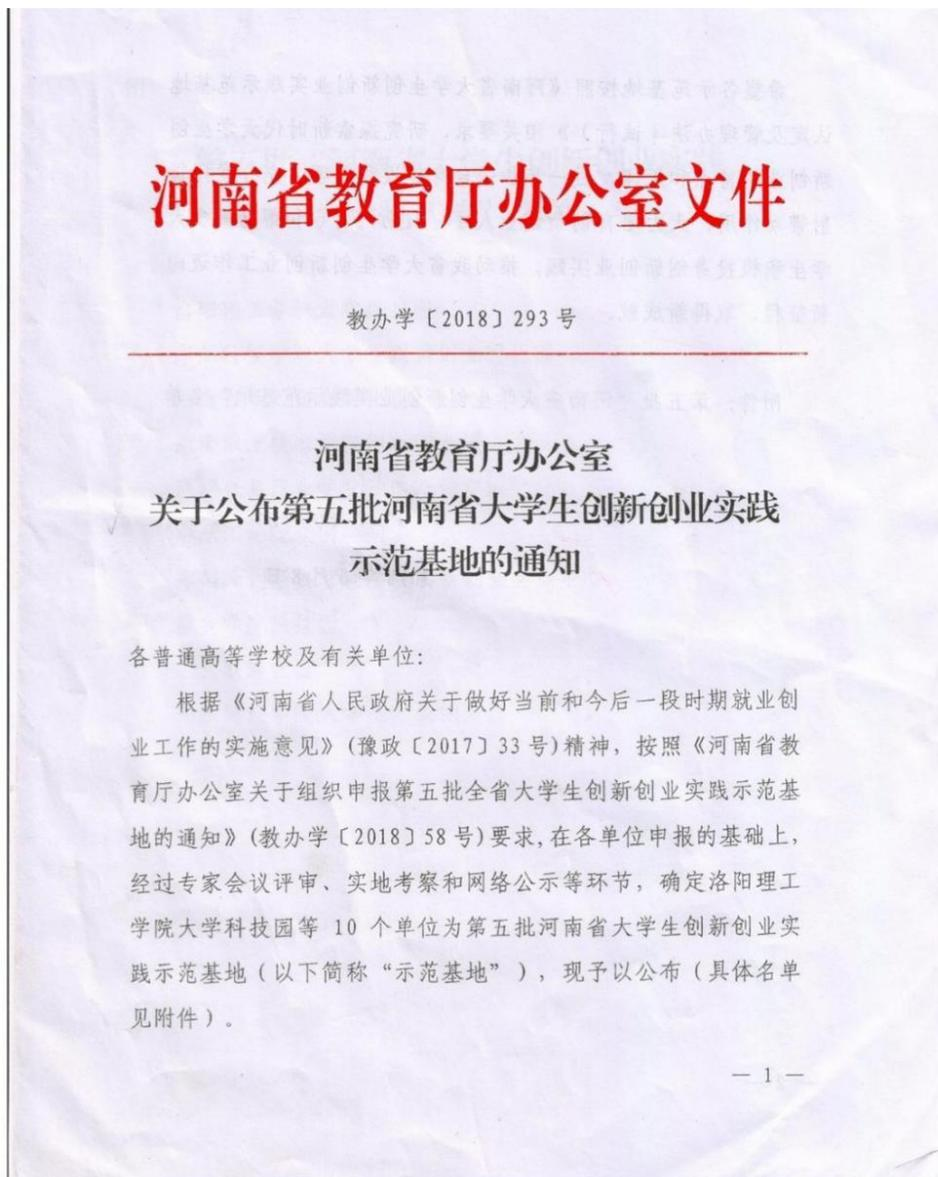 河南省教育厅办公室文件
教办学〔2018〕293号
河南省教育厅办公室
关于公布第五批河南省大学生创新创业实践
示范基地的通知
各普通高等学校及有关单位:
根据《河南省人民政府关于做好当前和今后一段时期就业创
业工作的实施意见》(豫政〔2017〕33号)精神,按照《河南省教
育厅办公室关于组织申报第五批全省大学生创新创业实践示范基
地的通知》(教办学〔2018〕58号)要求,在各单位申报的基础上,
经过专家会议评审、实地考察和网络公示等环节,确定洛阳理工
学院大学科技园等 10 个单位为第五批河南省大学生创新创业实
践示范基地(以下简称“示范基地”),现予以公布(具体名单
见附件)。
— 1 —